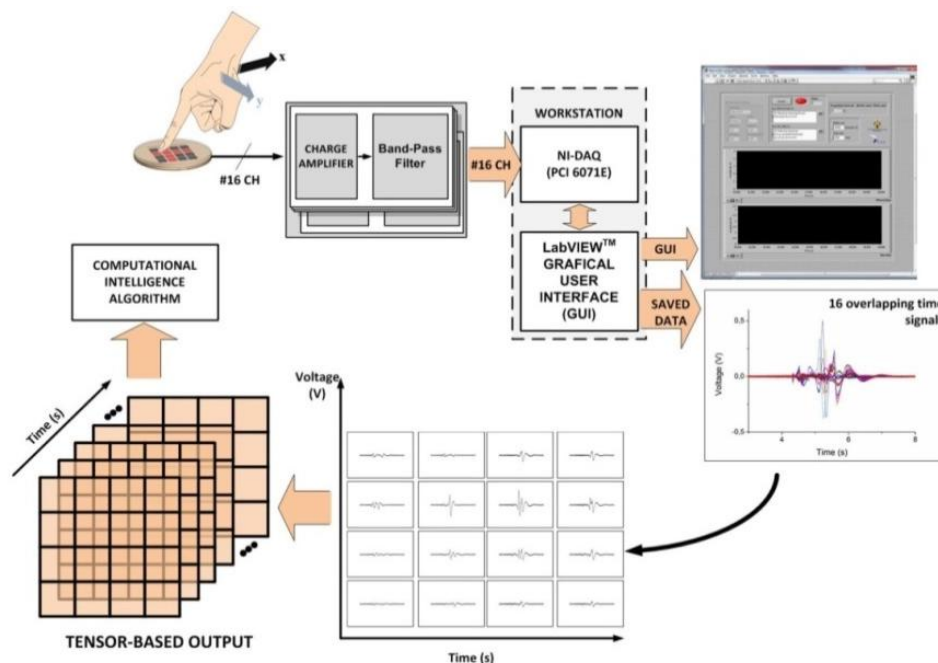 x
y
#16 CH
CHARGE
AMPLIFIER
Band-Pass
Filter
#16 CH
WORKSTATION
NI-DAQ
(PCI 6071E)
LabVIEW™
GRAFICAL
USER
INTERFACE
(GUI)
GUI
SAVED
DATA
16 overlapping time
signal
0,5
0,0
-0,5
Voltage (V)
4
6
8
Time (s)
COMPUTATIONAL
INTELLIGENCE
ALGORITHM
Time (s)
TENSOR-BASED OUTPUT
Voltage
(V)
Time (s)